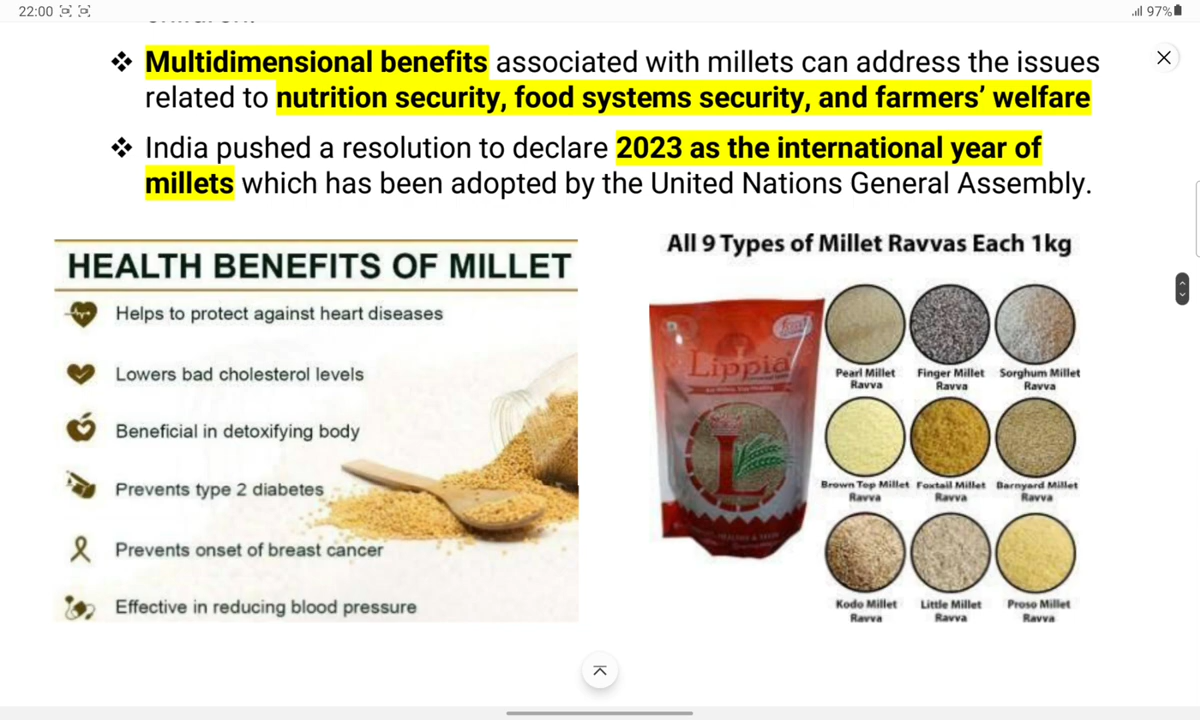 22:00
97%
Multidimensional benefits associated with millets can address the issues
related to nutrition security, food systems security, and farmers' welfare
India pushed a resolution to declare 2023 as the international year of
millets which has been adopted by the United Nations General Assembly.
HEALTH BENEFITS OF MILLET
Helps to protect against heart diseases
Lowers bad cholesterol levels
Beneficial in detoxifying body
Prevents type 2 diabetes
Prevents onset of breast cancer
Effective in reducing blood pressure
All 9 Types of Millet Ravvas Each 1kg
Lippia
L
Pearl Millet Finger Millet Sorghum Millet
Ravva Ravva Ravva
Brown Top Millet Foxtail Millet Barnyard Millet
Ravva Ravva Ravva
Kodo Millet Little Millet Proso Millet
Ravva Ravva Ravva